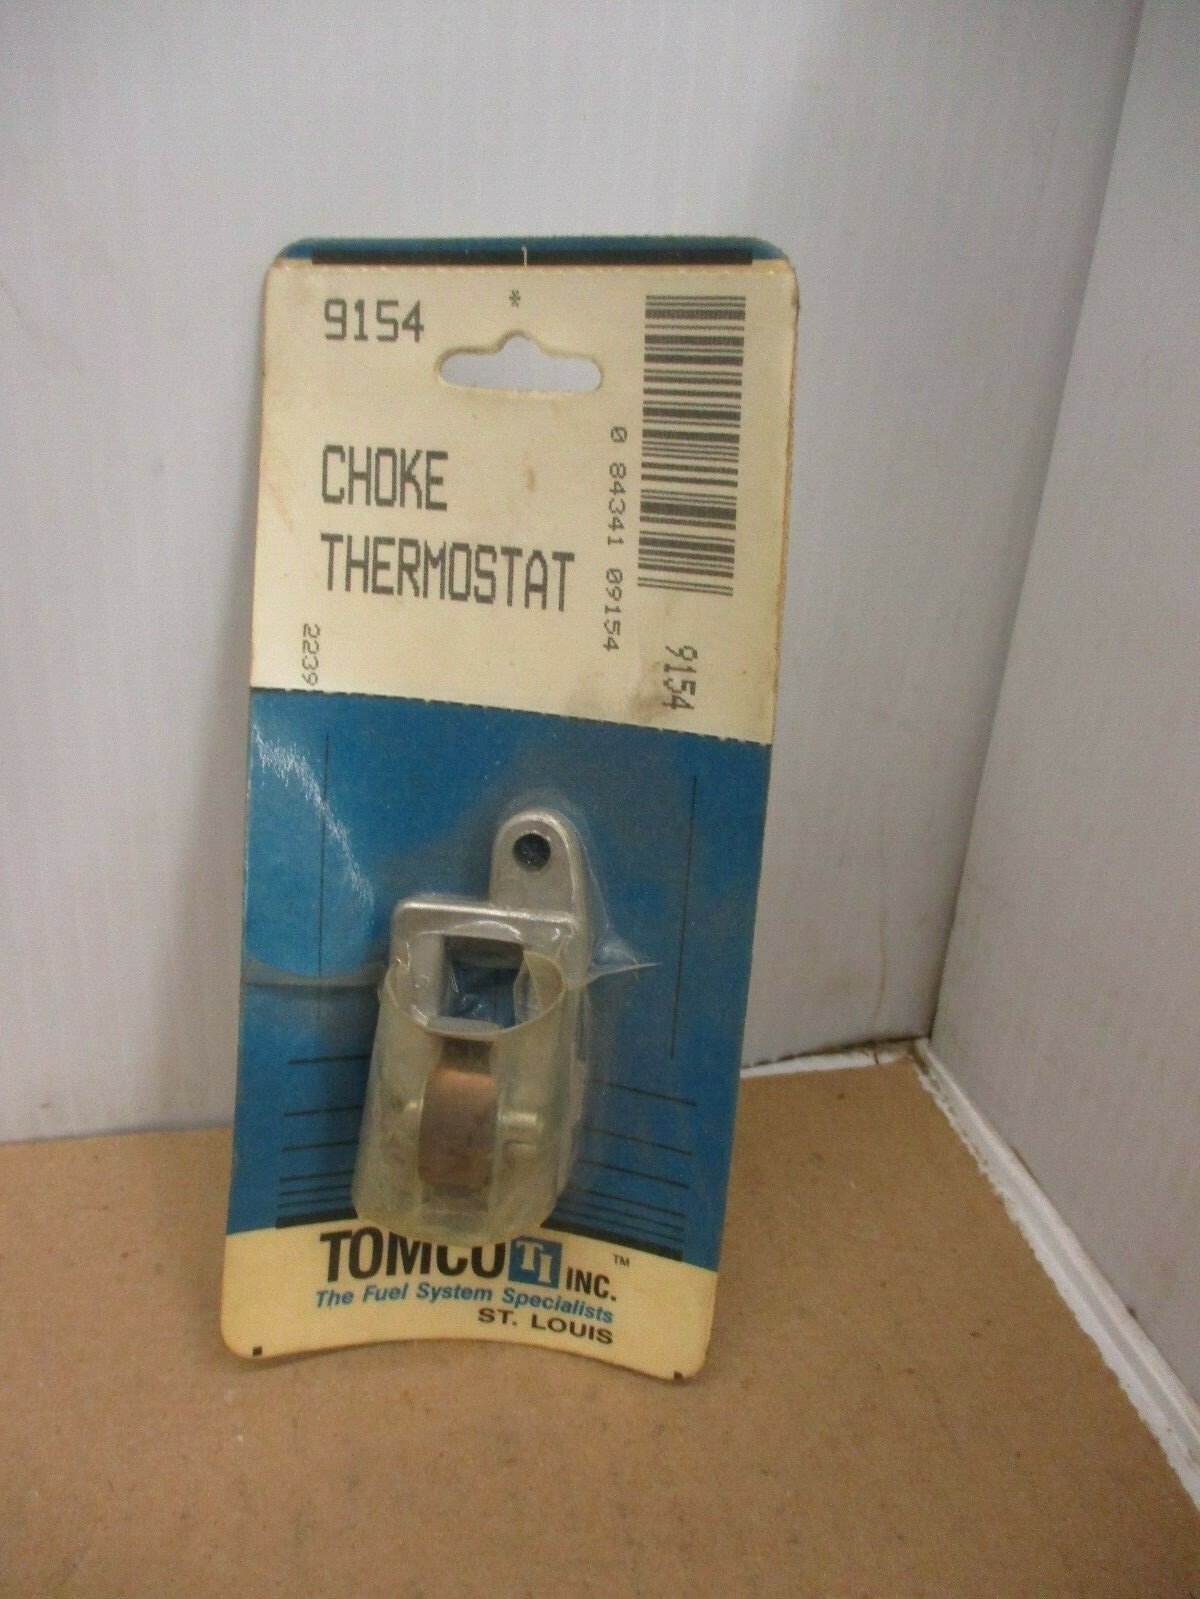 9154
*
CHOKE
THERMOSTAT
0 84341 09154
9154
2239
TOMCO TI INC.™
The Fuel System Specialists
ST. LOUIS